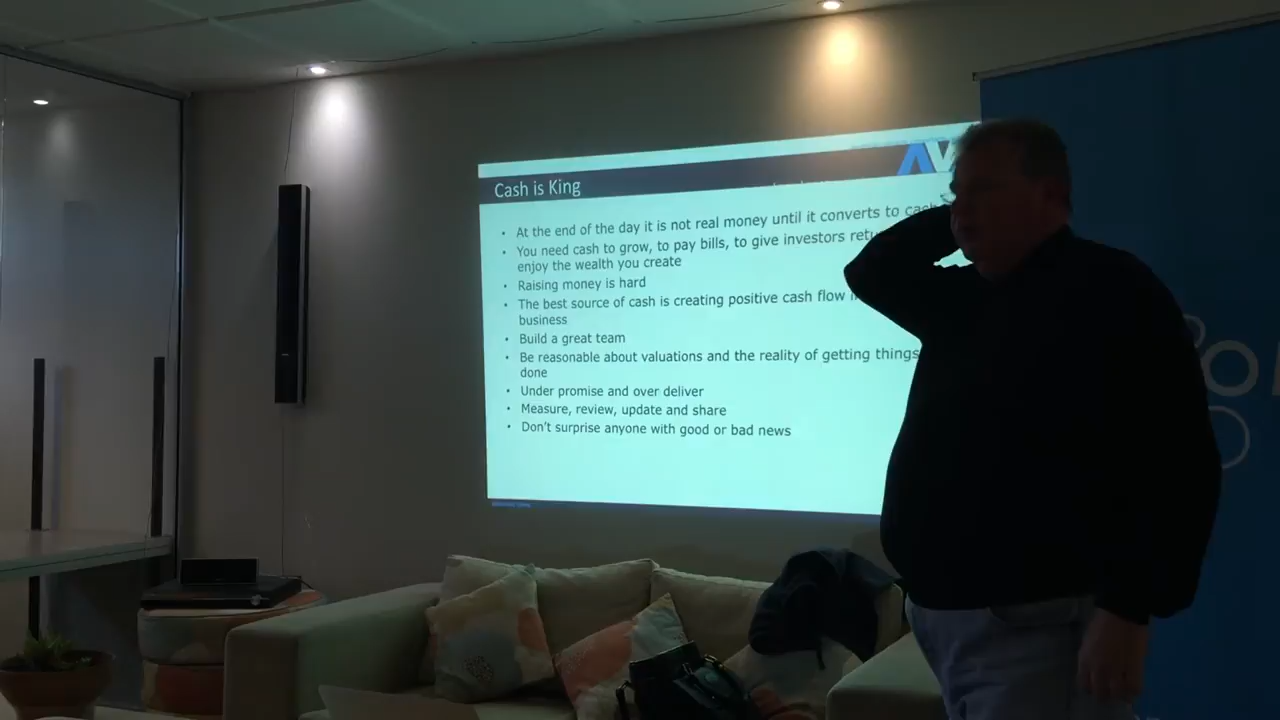 AV
Cash is King
At the end of the day it is not real money until it converts to cash
You need cash to grow, to pay bills, to give investors
enjoy the wealth you create
Raising money is hard
The best source of cash is creating positive cash flow
business
Build a great team
Be reasonable about valuations and the reality of getting things
done
Under promise and over deliver
Measure, review, update and share
Don't surprise anyone with good or bad news